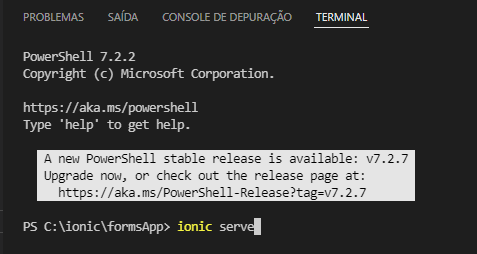 PROBLEMAS SAÍDA CONSOLE DE DEPURAÇÃO TERMINAL
PowerShell 7.2.2
Copyright (c) Microsoft Corporation.
https://aka.ms/powershell
Type 'help' to get help.
A new PowerShell stable release is available: v7.2.7
Upgrade now, or check out the release page at:
https://aka.ms/PowerShell-Release?tag=v7.2.7
PS C:\ionic\formsApp> ionic serve